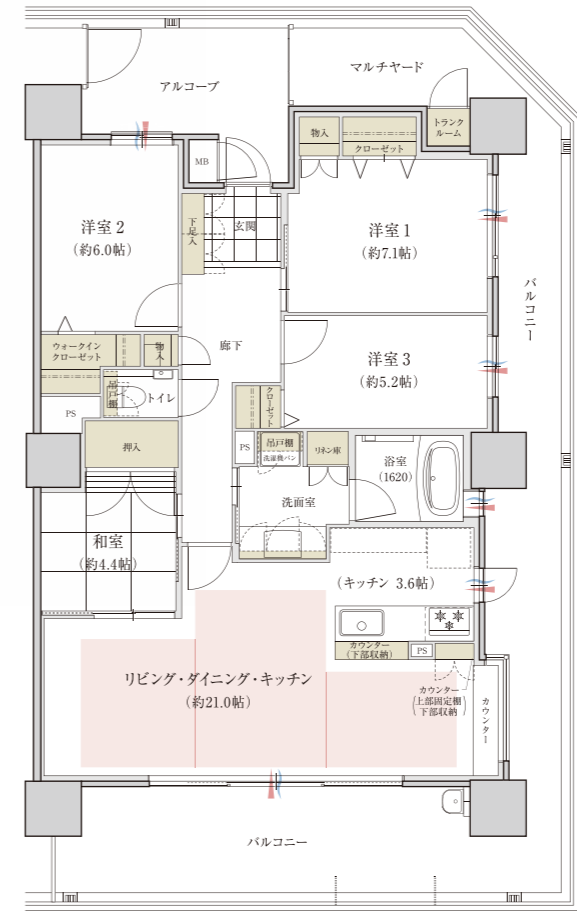 アルコーブ
マルチヤード
物入
クローゼット
トランク
ルーム
MB
洋室 2
（約6.0帖）
下足入
玄関
洋室 1
（約7.1帖）
バルコニー
廊下
ウォークイン
クローゼット
物入
洋室 3
（約5.2帖）
吊戸棚
トイレ
クローゼット
PS
押入
PS
吊戸棚
洗濯機パン
リネン庫
浴室
（1620）
洗面室
和室
（約4.4帖）
（キッチン 3.6帖）
カウンター
（下部収納）
PS
リビング・ダイニング・キッチン
（約21.0帖）
カウンター
（上部固定棚
下部収納）
カウンター
バルコニー